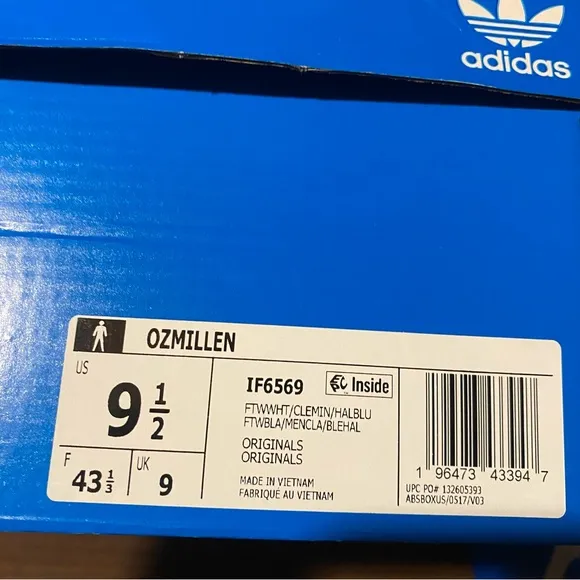 adidas
OZMILLEN
US
9 1/2
F
43 1/3
UK
9
IF6569
Inside
FTWWHT/CLEMIN/HALBLU
FTWBLA/MENCLA/BLEHAL
ORIGINALS
ORIGINALS
MADE IN VIETNAM
FABRIQUÉ AU VIETNAM
1 96473 43394 7
UPC PO# 132605393
ABSBOXUS/0517/V03